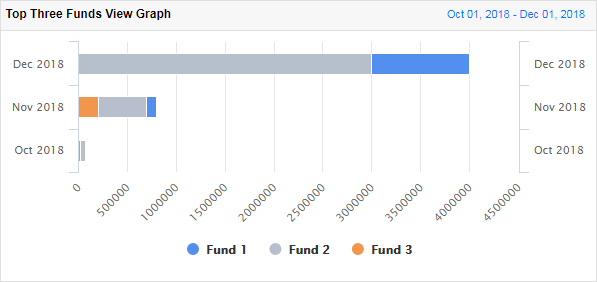 Top Three Funds View Graph
Oct 01, 2018 - Dec 01, 2018
Dec 2018
Dec 2018
Nov 2018
Nov 2018
Oct 2018
Oct 2018
0
500000
1000000
1500000
2000000
2500000
3000000
3500000
4000000
4500000
Fund 1
Fund 2
Fund 3